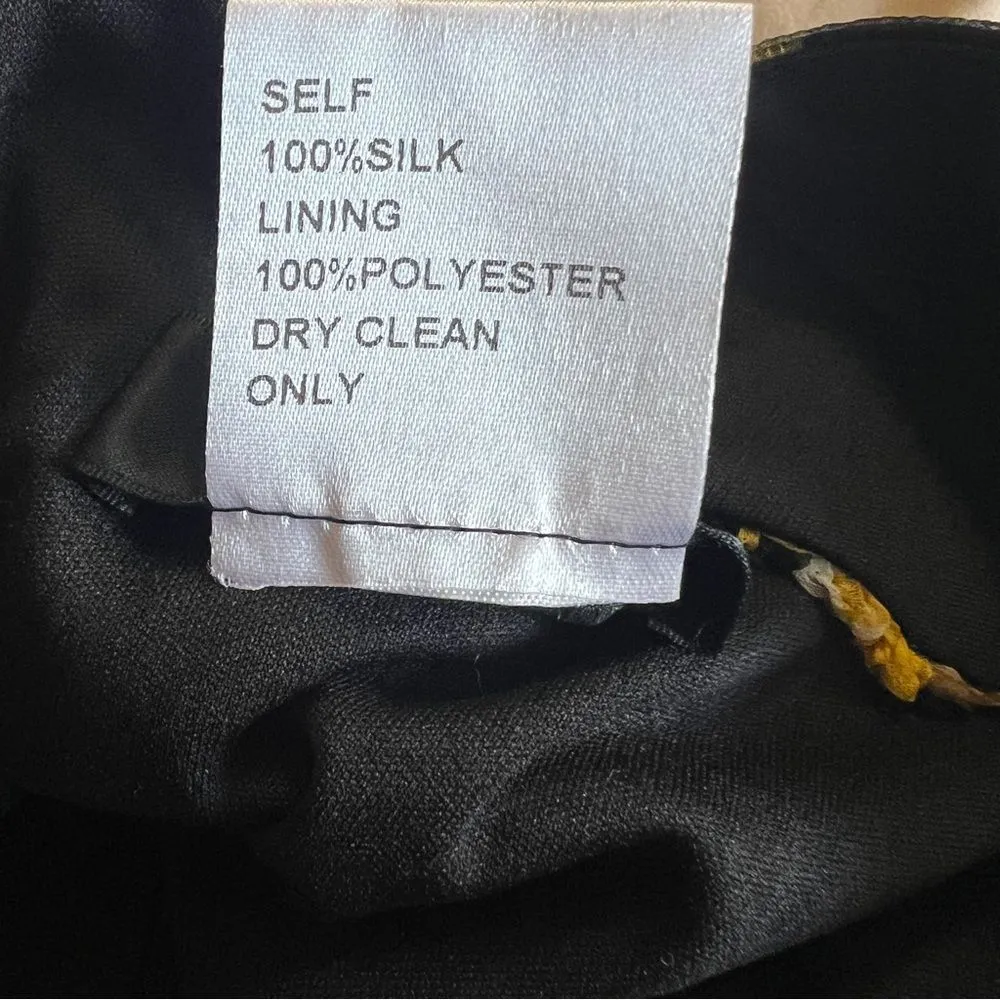 SELF
100%SILK
LINING
100%POLYESTER
DRY CLEAN
ONLY